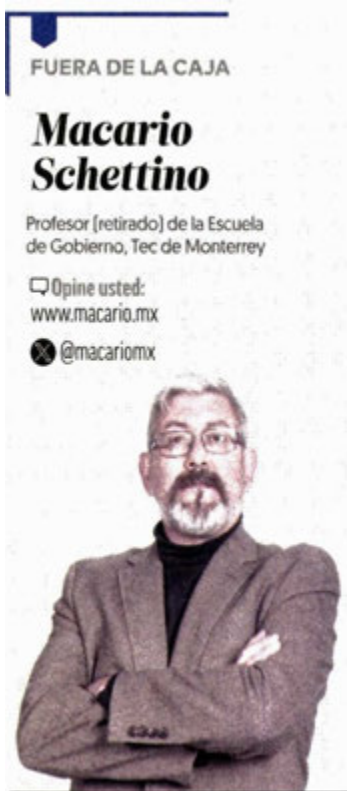 FUERA DE LA CAJA
Macario
Schettino
Profesor (retirado) de la Escuela
de Gobierno, Tec de Monterrey
Opine usted:
www.macario.mx
@macariomx